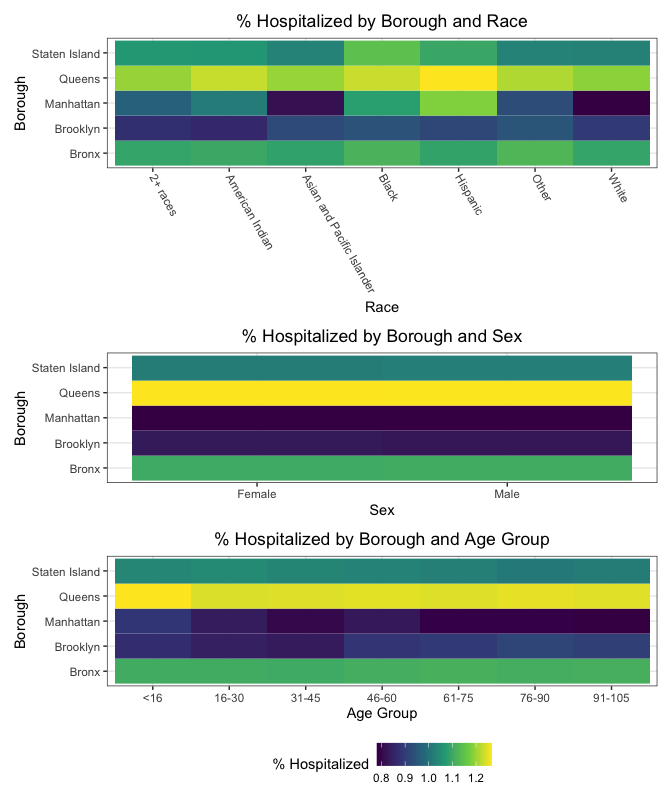 % Hospitalized by Borough and Race
Borough
Staten Island
Queens
Manhattan
Brooklyn
Bronx
2+ races
American Indian
Asian and Pacific Islander
Black
Hispanic
Other
White
Race
% Hospitalized by Borough and Sex
Borough
Staten Island
Queens
Manhattan
Brooklyn
Bronx
Female Male
Sex
% Hospitalized by Borough and Age Group
Borough
Staten Island
Queens
Manhattan
Brooklyn
Bronx
<16 16-30 31-45 46-60 61-75 76-90 91-105
Age Group
% Hospitalized
0.8 0.9 1.0 1.1 1.2